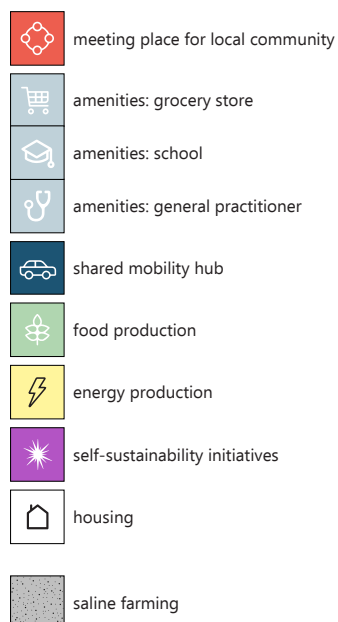 meeting place for local community
amenities: grocery store
amenities: school
amenities: general practitioner
shared mobility hub
food production
energy production
self-sustainability initiatives
housing
saline farming